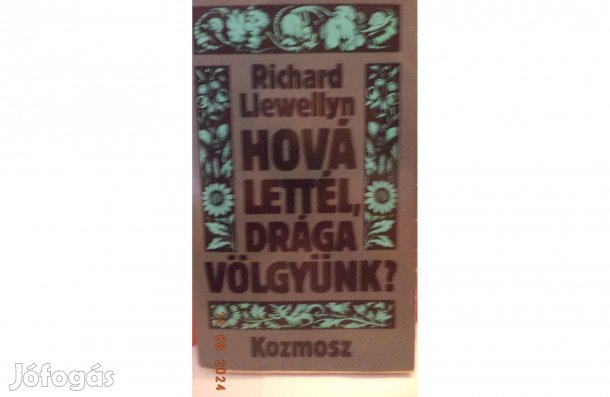 Richard
Llewellyn
HOVÁ
LETTÉL,
DRÁGA
VÖLGYÜNK?
Kozmosz
Jófogás